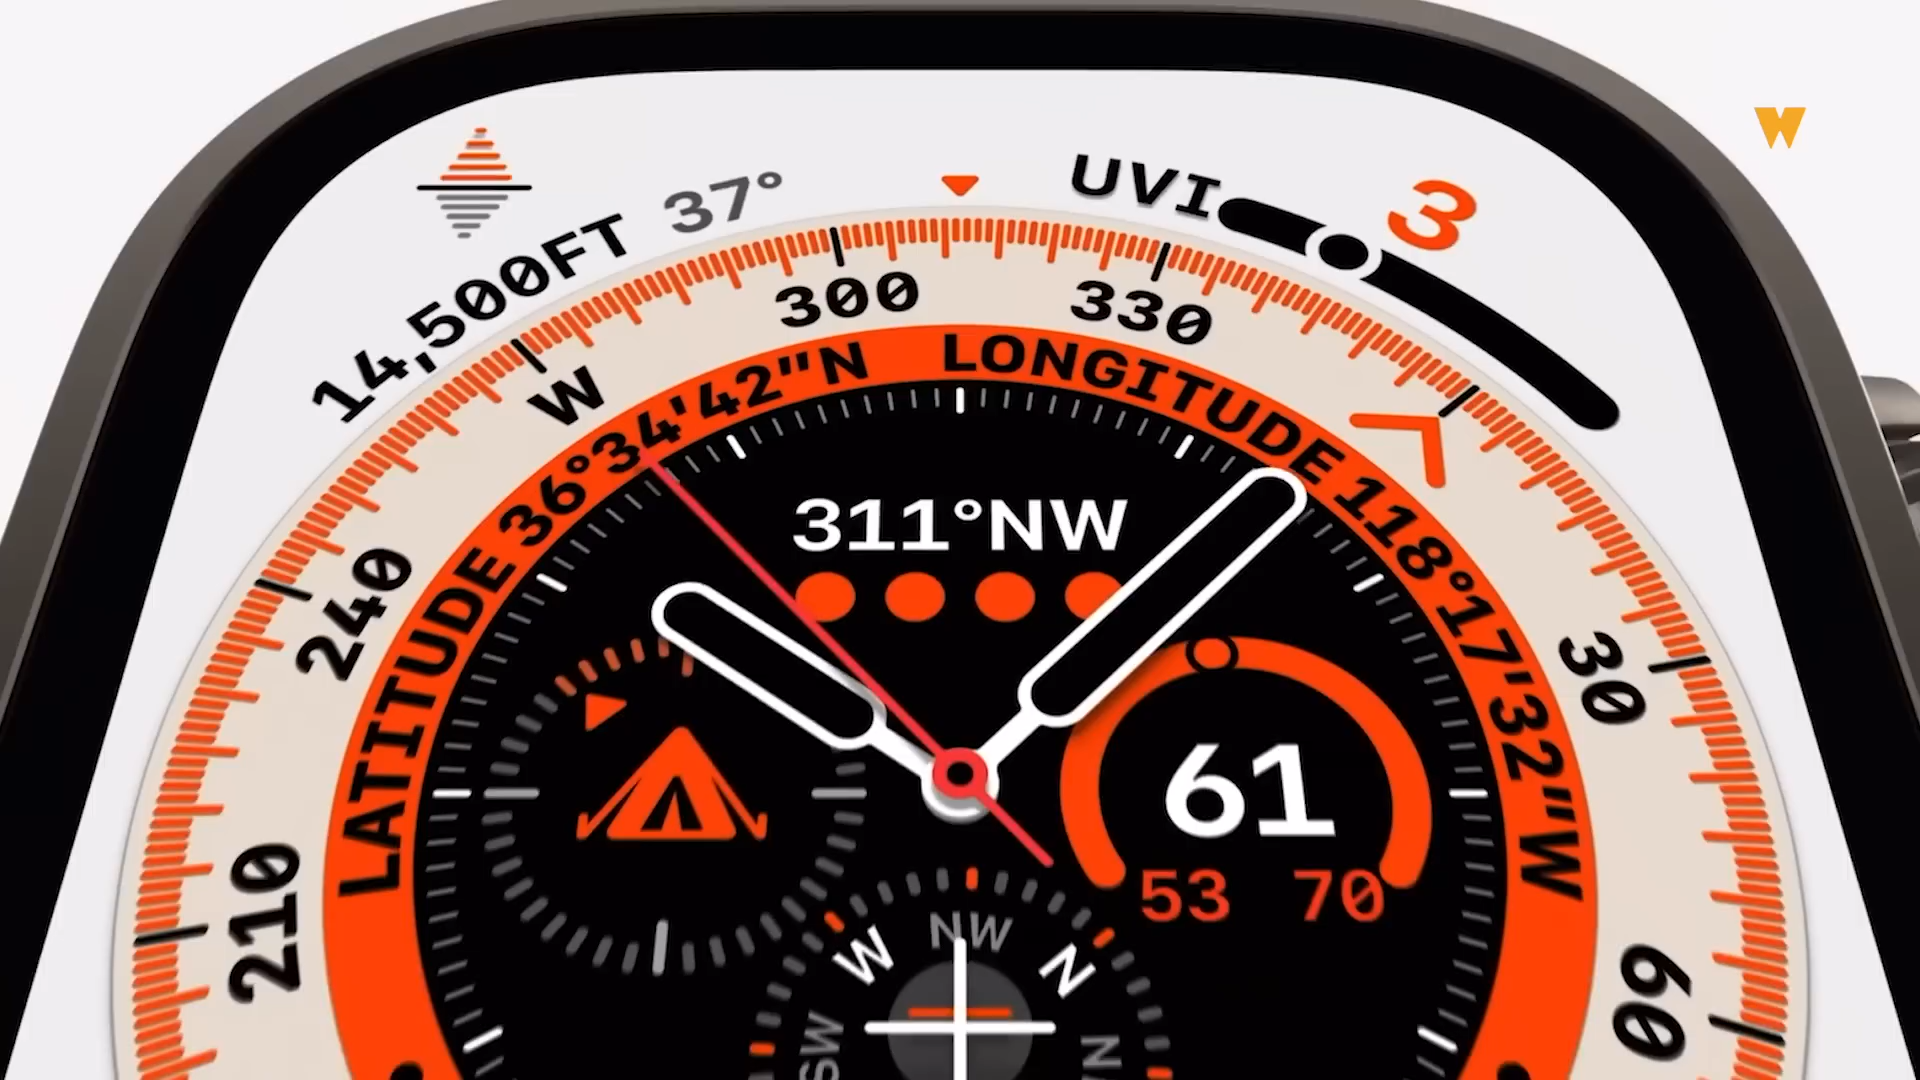 W
14,500FT 37°
UVI 3
210
240
W
300
330
30
60
LATITUDE 36°34'42"N LONGITUDE 118°17'32"W
311°NW
61
53 70
SW
W
NW
N